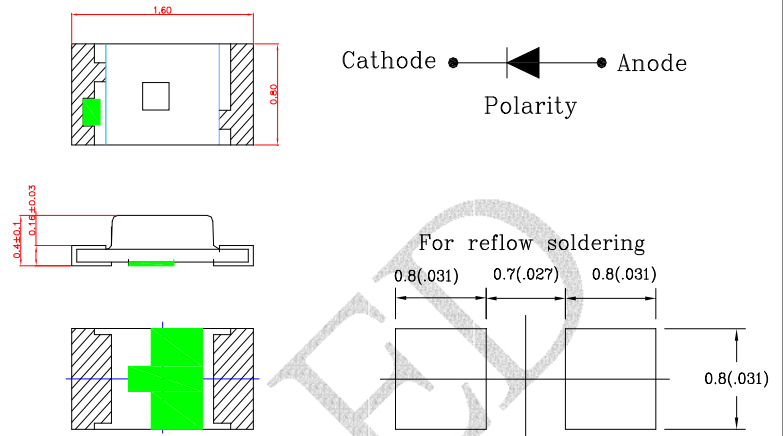 1.60
Cathode
Anode
Polarity
0.80
0.16±0.03
0.4±0.1
For reflow soldering
0.8(.031)
0.7(.027)
0.8(.031)
0.8(.031)
ED